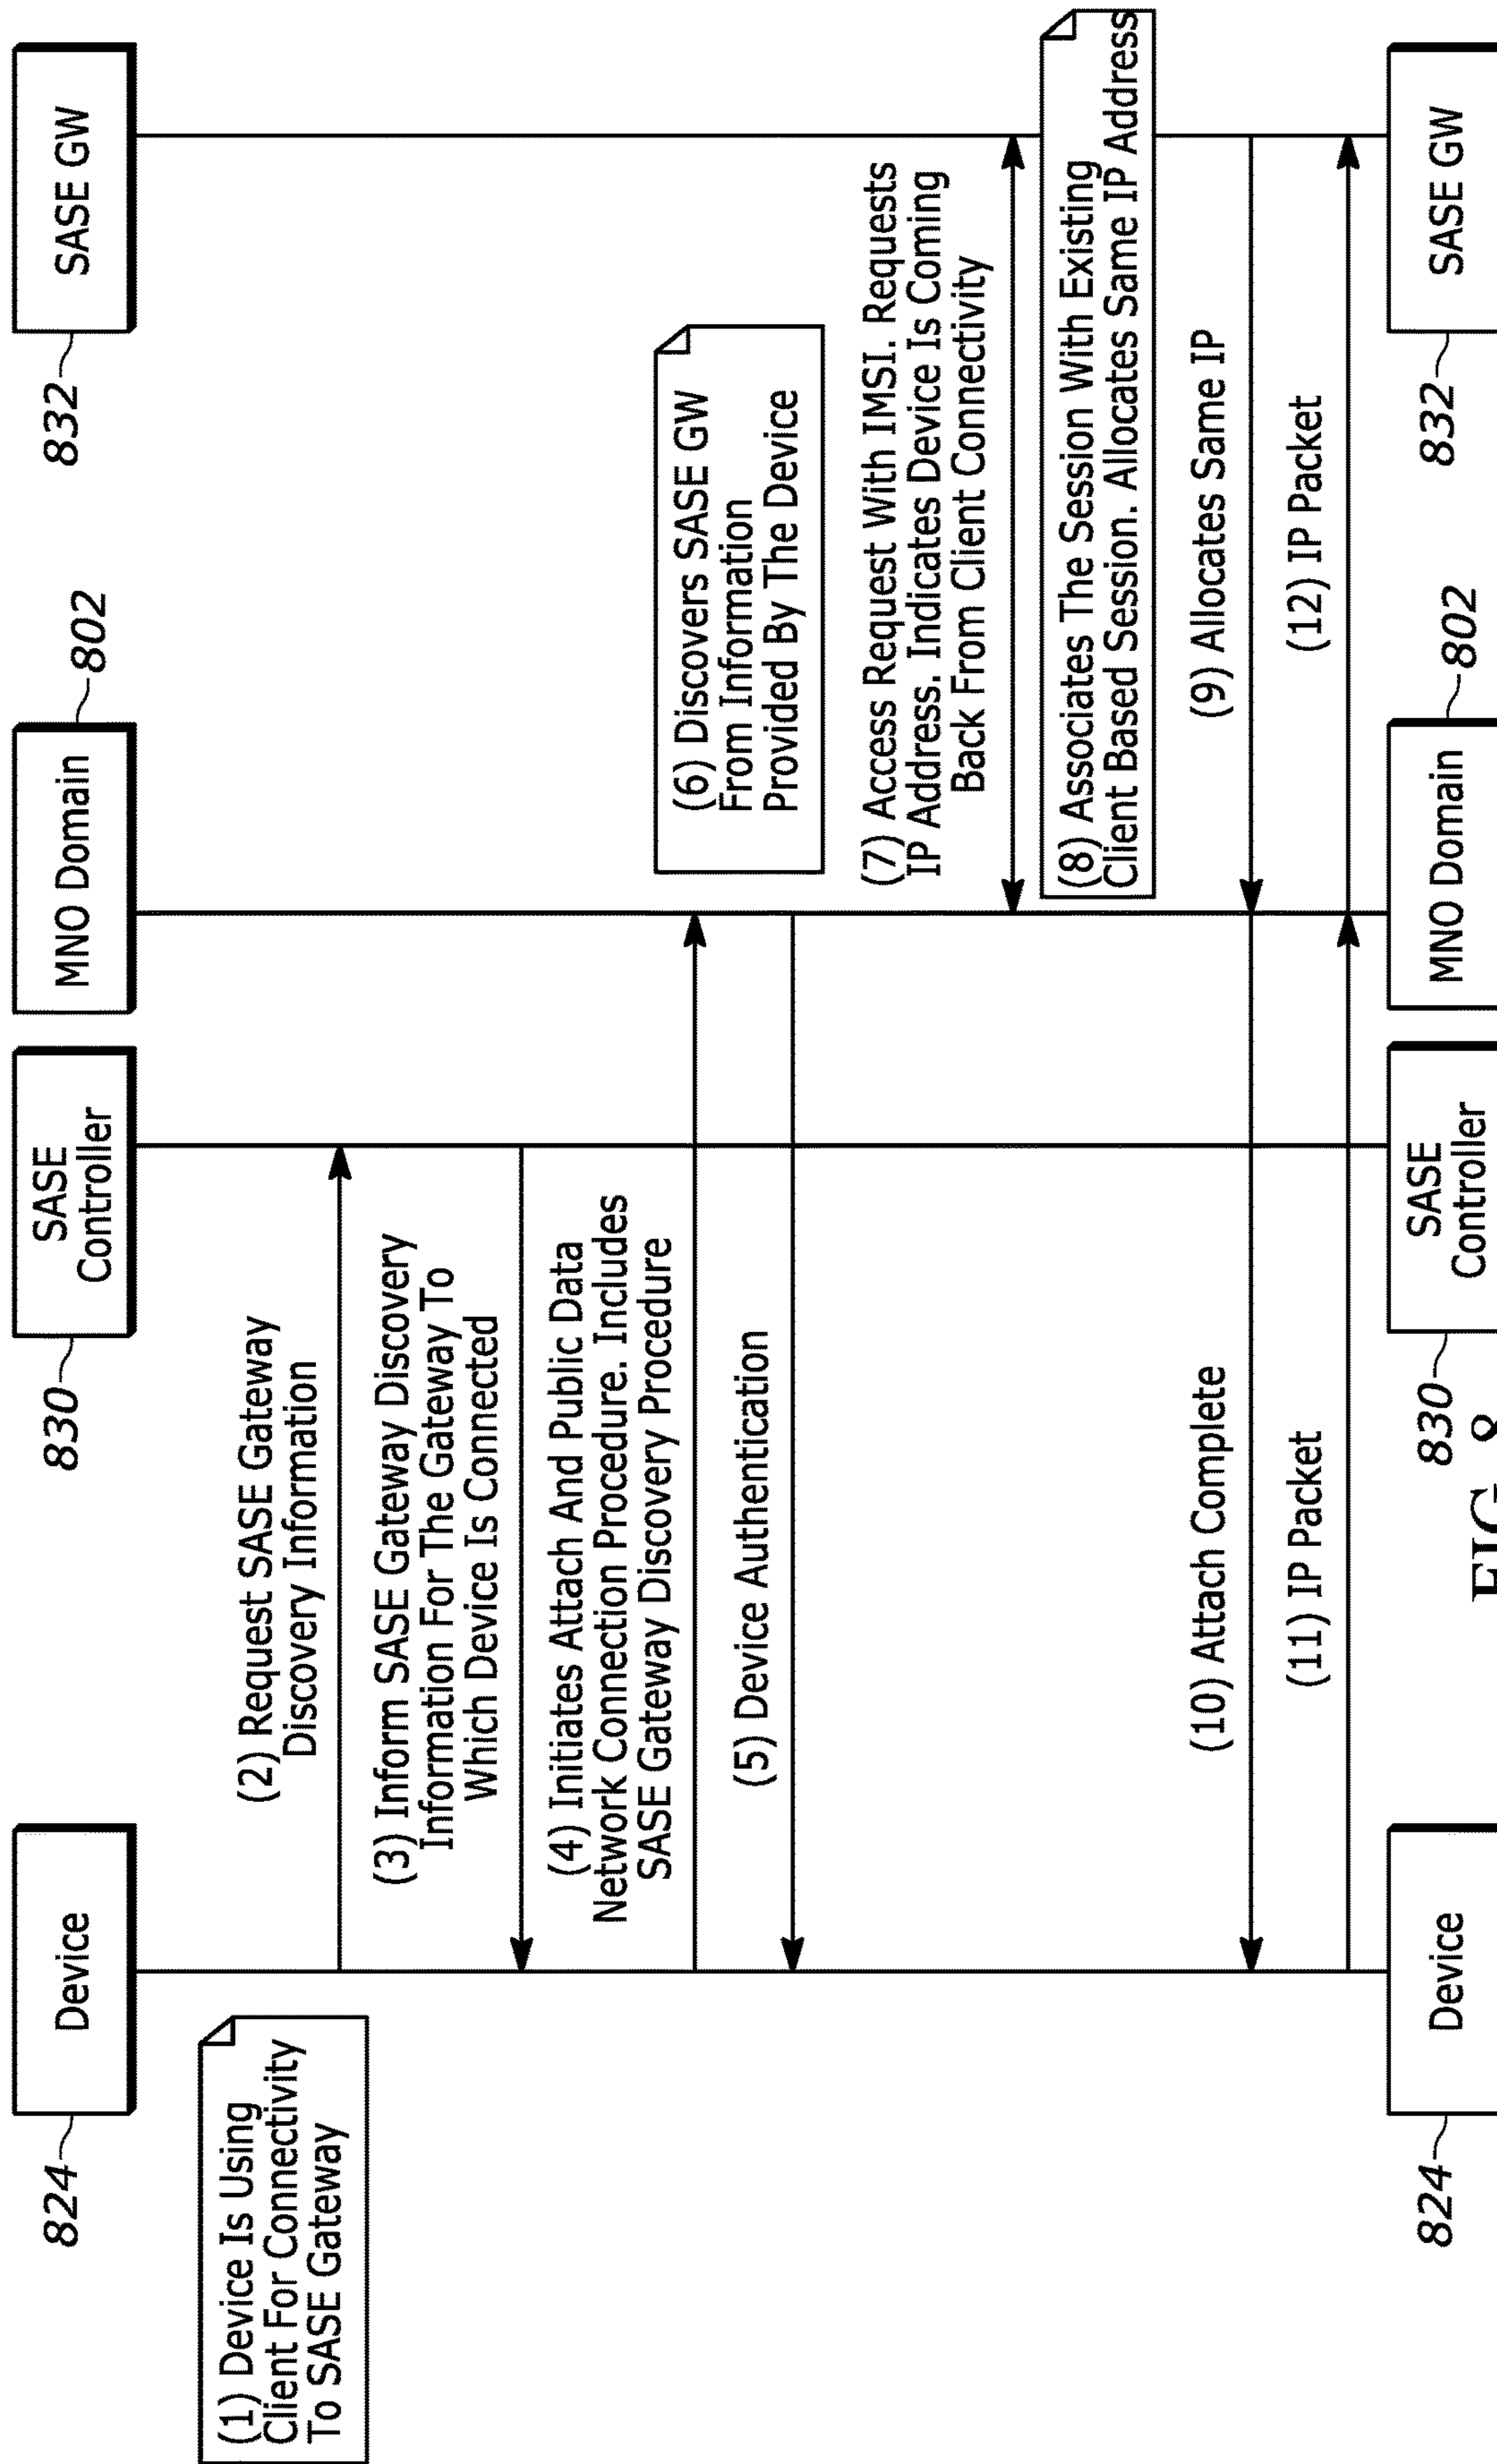 824
Device
830
SASE
Controller
MNO Domain
802
832
SASE GW
(1) Device Is Using
Client For Connectivity
To SASE Gateway
(2) Request SASE Gateway
Discovery Information
(3) Inform SASE Gateway Discovery
Information For The Gateway To
Which Device Is Connected
(4) Initiates Attach And Public Data
Network Connection Procedure. Includes
SASE Gateway Discovery Procedure
(5) Device Authentication
(6) Discovers SASE GW
From Information
Provided By The Device
(7) Access Request With IMSI. Requests
IP Address. Indicates Device Is Coming
Back From Client Connectivity
(8) Associates The Session With Existing
Client Based Session. Allocates Same IP Address
(9) Allocates Same IP
(10) Attach Complete
(11) IP Packet
(12) IP Packet
824
Device
830
SASE
Controller
MNO Domain
802
832
SASE GW
FIG. 8